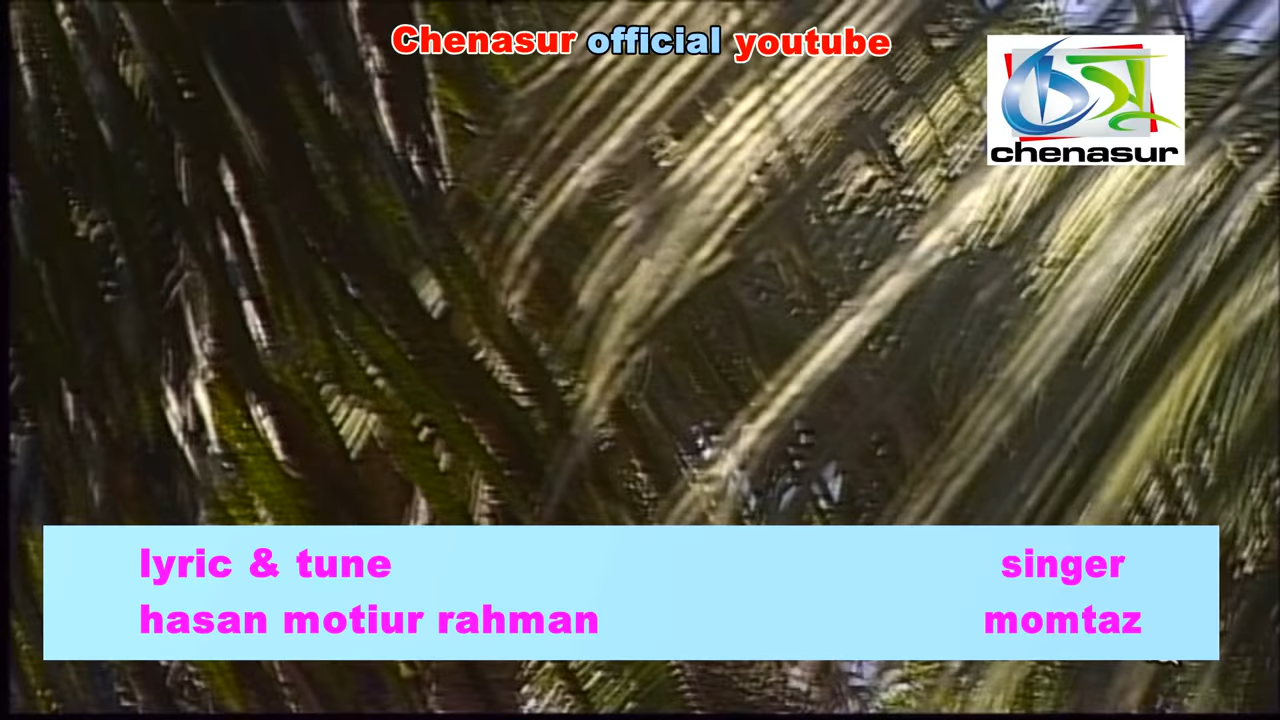 Chenasur official youtube
চেনাসুর
chenasur
lyric & tune
singer
hasan motiur rahman
momtaz